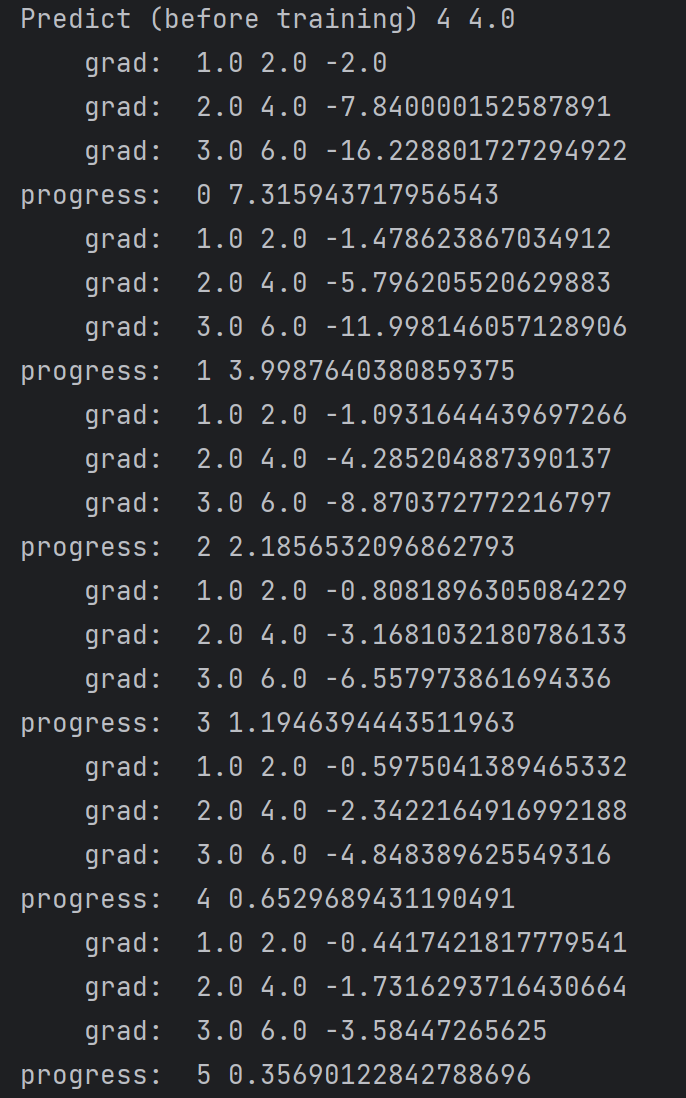 Predict (before training) 4 4.0
grad:  1.0 2.0 -2.0
grad:  2.0 4.0 -7.840000152587891
grad:  3.0 6.0 -16.228801727294922
progress:  0 7.315943717956543
grad:  1.0 2.0 -1.478623867034912
grad:  2.0 4.0 -5.796205520629883
grad:  3.0 6.0 -11.998146057128906
progress:  1 3.9987640380859375
grad:  1.0 2.0 -1.0931644439697266
grad:  2.0 4.0 -4.285204887390137
grad:  3.0 6.0 -8.870372772216797
progress:  2 2.1856532096862793
grad:  1.0 2.0 -0.8081896305084229
grad:  2.0 4.0 -3.1681032180786133
grad:  3.0 6.0 -6.557973861694336
progress:  3 1.1946394443511963
grad:  1.0 2.0 -0.5975041389465332
grad:  2.0 4.0 -2.3422164916992188
grad:  3.0 6.0 -4.848389625549316
progress:  4 0.6529689431190491
grad:  1.0 2.0 -0.4417421817779541
grad:  2.0 4.0 -1.7316293716430664
grad:  3.0 6.0 -3.58447265625
progress:  5 0.35690122842788696